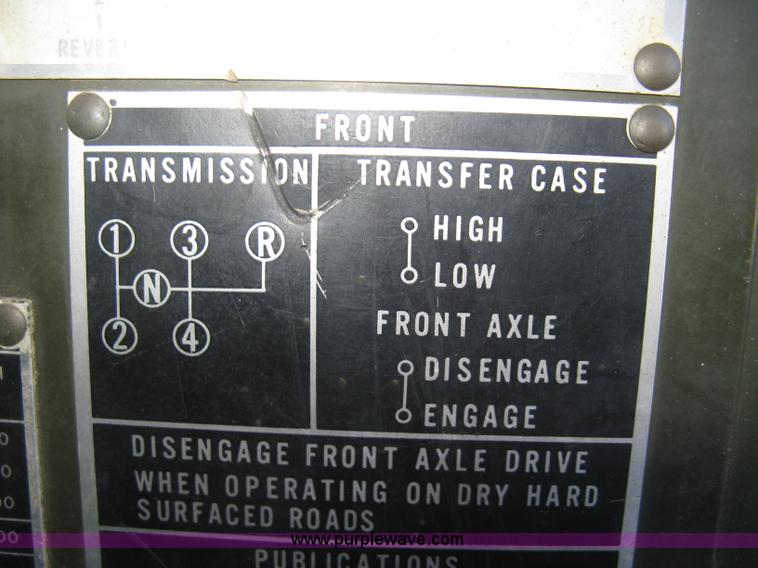 1
FRONT
TRANSMISSION
TRANSFER CASE
1 3 R
HIGH
N
LOW
2 4
FRONT AXLE
DISENGAGE
ENGAGE
DISENGAGE FRONT AXLE DRIVE
WHEN OPERATING ON DRY HARD
SURFACED ROADS
www.purplewave.com
PUBLICATIONS